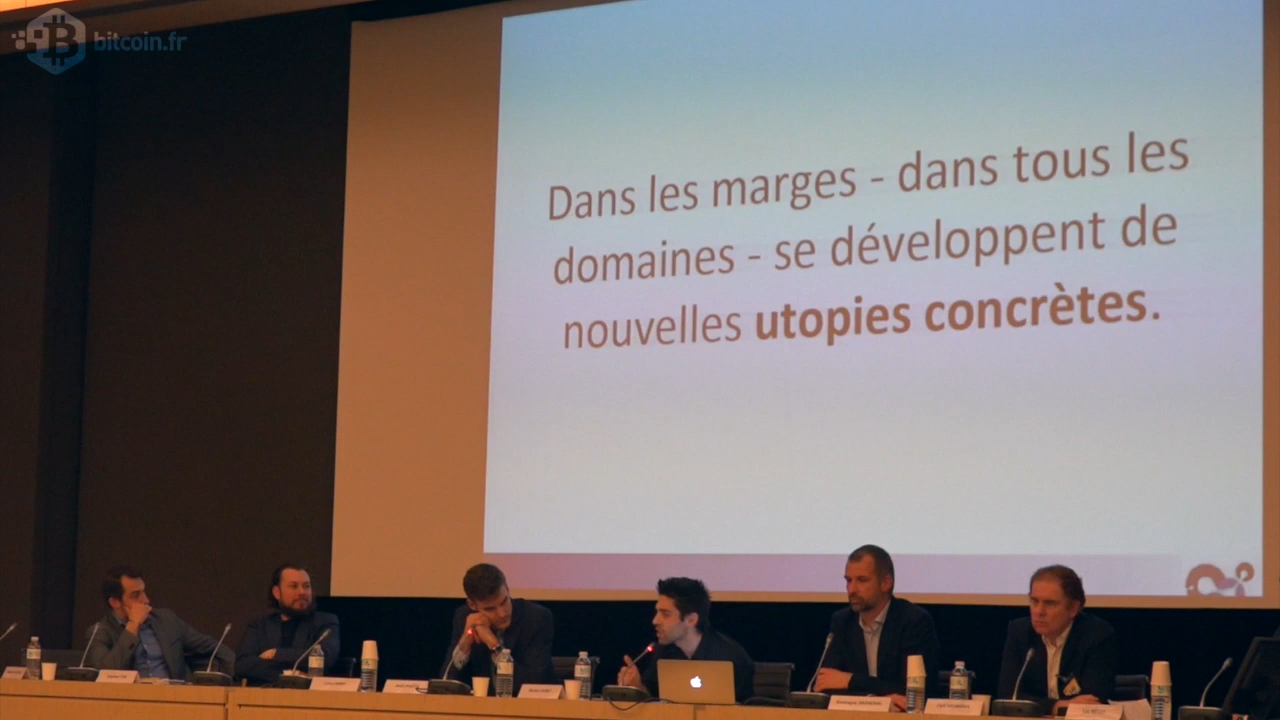 bitcoin.fr
Dans les marges - dans tous les
domaines - se développent de
nouvelles utopies concrètes.